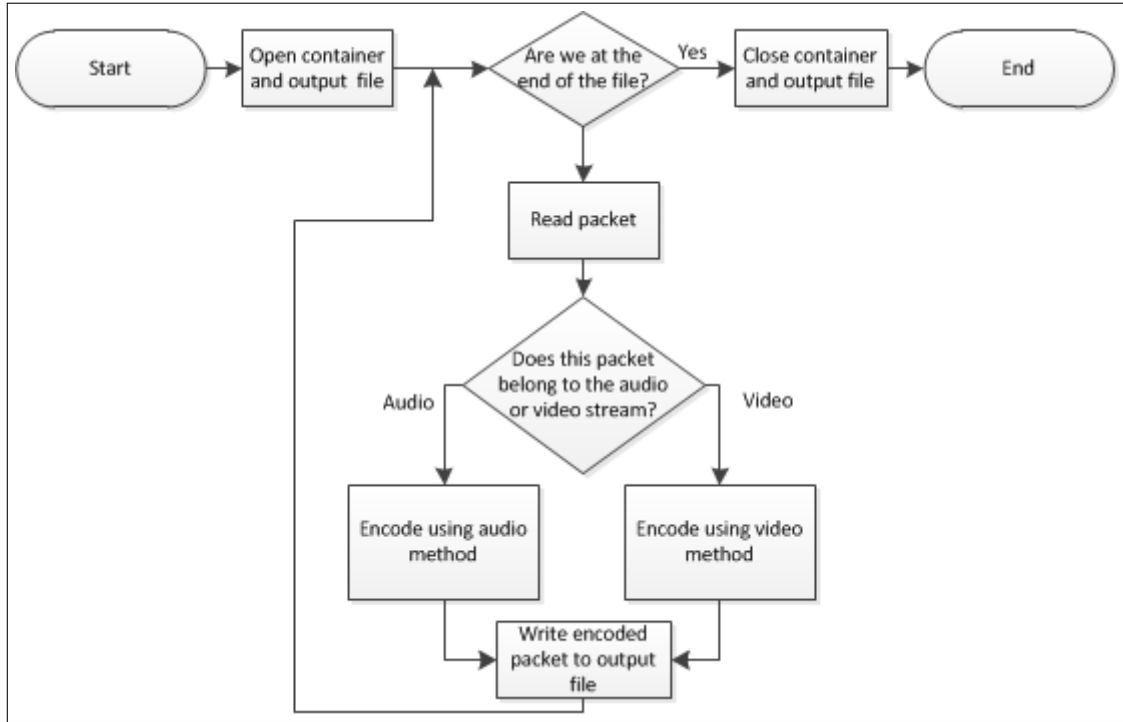 Start
Open container
and output file
Are we at the
end of the file?
Yes
Close container
and output file
End
Read packet
Does this packet
belong to the audio
or video stream?
Audio
Video
Encode using audio
method
Encode using video
method
Write encoded
packet to output
file